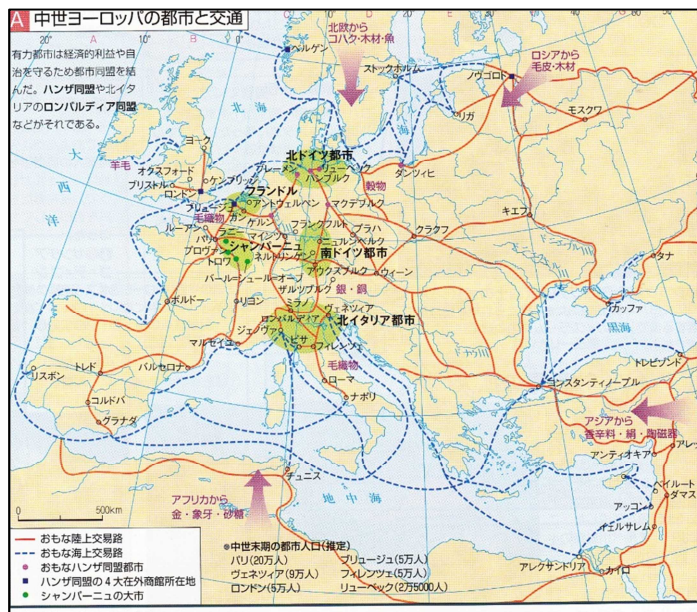 A 中世ヨーロッパの都市と交通
有力都市は経済的利益や自
治を守るため都市同盟を結
んだ。ハンザ同盟や北イタ
リアのロンバルディア同盟
などがそれである。
20°
A
10°
B
0°
D
20°
E
北欧から
コハク・木材・魚
ロシアから
毛皮・木材
ベルゲン
ストックホルム
ノヴゴロト
モスクワ
リガ
北海
海
大
西
洋
ヨーク
羊毛
オクスフォード
ケンブリッジ
ブリストル
ロンドン
北ドイツ都市
ブレーメン
リューベック
ハンブルク
ダンツィヒ
穀物
マクデブルク
フランドル
ブリュージュ
アントウェルペン
ガン
毛織物
ケルン
ルーアン
ラニー
マインツ
フランクフルト
プラハ
クラクフ
キエフ
パリ
シャンパーニュ
ニュルンベルク
プロヴァン
ネルトリンゲン
南ドイツ都市
トロワ
アウクスブルク
ウィーン
バール=シュール=オーブ
ザルツブルク
銀・銅
タナ
ボルドー
リヨン
ミラノ
ヴェネツィア
ロンバルディア
北イタリア都市
カッファ
黒海
ジェノヴァ
ピサ
フィレンツェ
マルセイユ
毛織物
トレビゾンド
バルセロナ
トレド
リスボン
ローマ
ナポリ
コンスタンティノープル
コルドバ
グラナダ
アジアから
香辛料・絹・陶磁器
アンティオキア
アレッ
チュニス
地中海
アフリカから
金・象牙・砂糖
ベイルート
ダマス
アッコン
イェルサレム
アレクサンドリア
カイロ
0 500km
おもな陸上交易路
おもな海上交易路
おもなハンザ同盟都市
ハンザ同盟の4大在外商館所在地
シャンパーニュの大市
◎中世末期の都市人口(推定)
パリ(20万人) ブリュージュ(5万人)
ヴェネツィア(9万人) フィレンツェ(5万人)
ロンドン(5万人) リューベック(2万5000人)